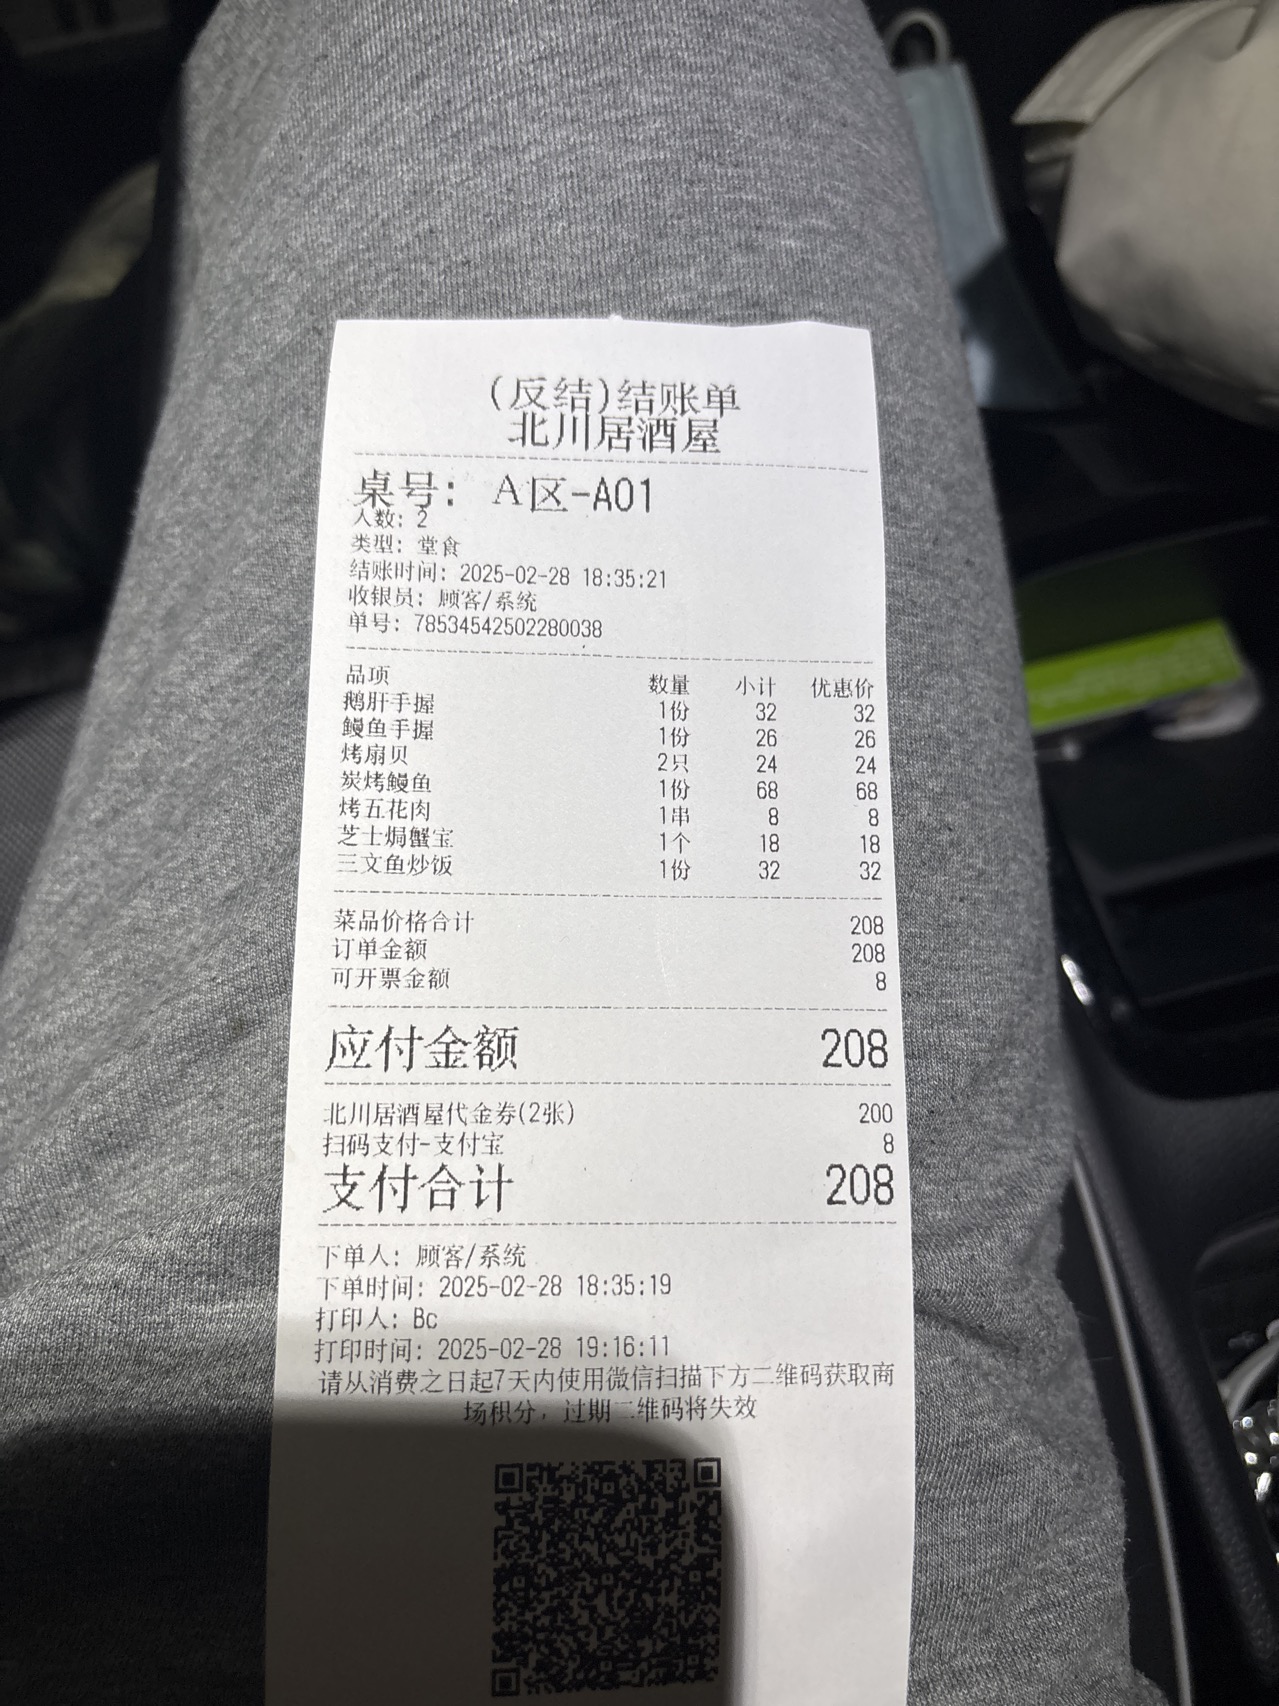 (反结)结账单
北川居酒屋
桌号: A区-A01
人数: 2
类型: 堂食
结账时间: 2025-02-28 18:35:21
收银员: 顾客/系统
单号: 78534542502280038
品项 数量 小计 优惠价
鹅肝手握 1份 32 32
鳗鱼手握 1份 26 26
烤扇贝 2只 24 24
炭烤鳗鱼 1份 68 68
烤五花肉 1串 8 8
芝士焗蟹宝 1个 18 18
三文鱼炒饭 1份 32 32
菜品价格合计 208
订单金额 208
可开票金额 8
应付金额 208
北川居酒屋代金券(2张) 200
扫码支付-支付宝 8
支付合计 208
下单人: 顾客/系统
下单时间: 2025-02-28 18:35:19
打印人: Bc
打印时间: 2025-02-28 19:16:11
请从消费之日起7天内使用微信扫描下方二维码获取商
场积分，过期二维码将失效